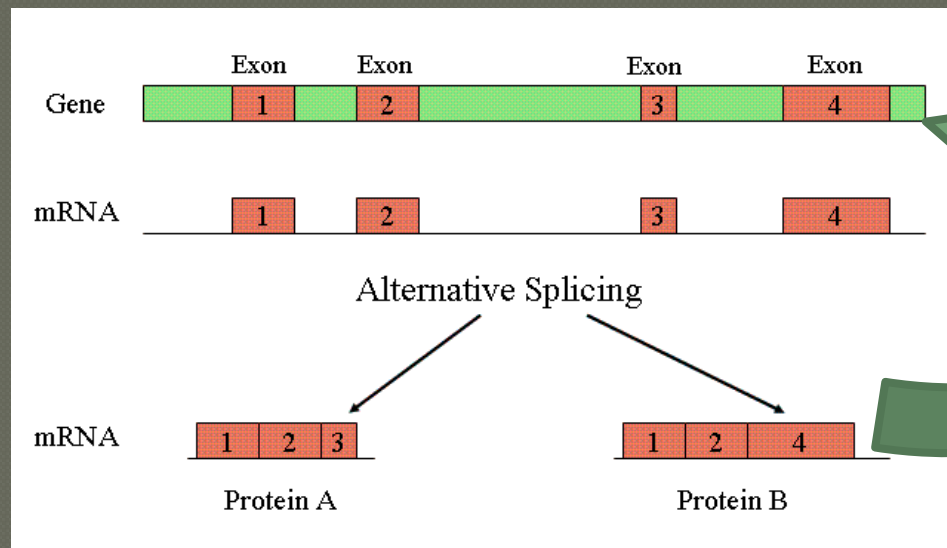 Exon Exon Exon Exon
Gene 1 2 3 4
mRNA 1 2 3 4
Alternative Splicing
mRNA 1 2 3 1 2 4
Protein A Protein B